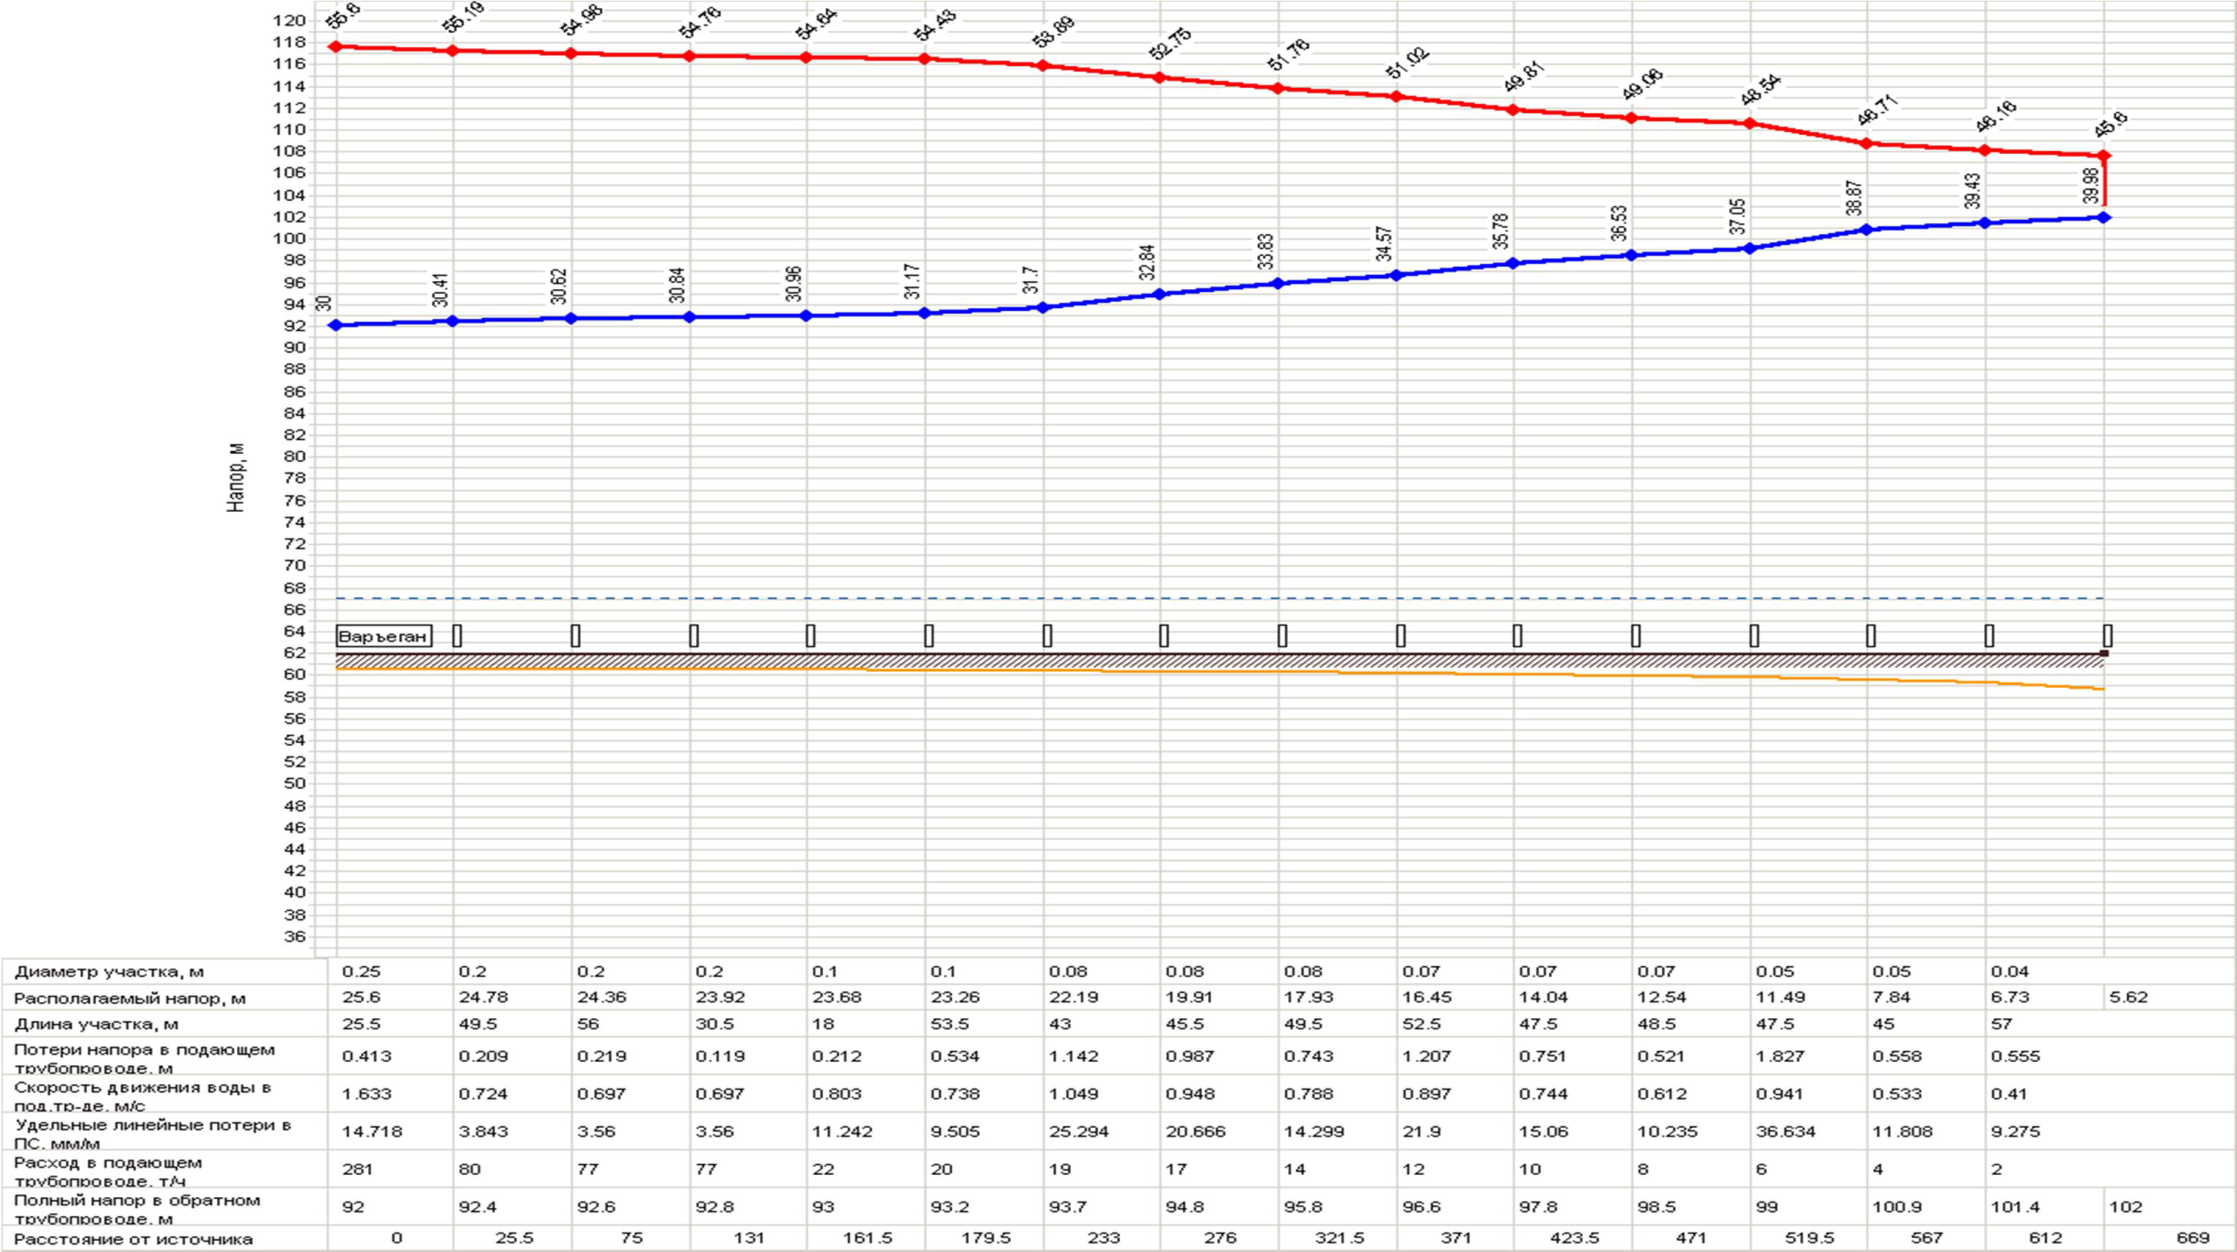 55.6 55.19 54.98 54.76 54.64 54.43 53.89 52.75 51.76 51.02 49.81 49.06 48.54 46.71 46.16 45.6
120
118
116
114
112
110
108
106
104
102
100
98
96
94
92
90
88
86
84
82
80
78
76
74
72
70
68
66
64
62
60
58
56
54
52
50
48
46
44
42
40
38
36
Напор, м
30 30.41 30.62 30.84 30.96 31.17 31.7 32.84 33.83 34.57 35.78 36.53 37.05 38.87 39.43 39.98
Варъеган
Диаметр участка, м 0.25 0.2 0.2 0.2 0.1 0.1 0.08 0.08 0.08 0.07 0.07 0.07 0.05 0.05 0.04
Располагаемый напор, м 25.6 24.78 24.36 23.92 23.68 23.26 22.19 19.91 17.93 16.45 14.04 12.54 11.49 7.84 6.73 5.62
Длина участка, м 25.5 49.5 56 30.5 18 53.5 43 45.5 49.5 52.5 47.5 48.5 47.5 45 57
Потери напора в подающем
трубопроводе, м 0.413 0.209 0.219 0.119 0.212 0.534 1.142 0.987 0.743 1.207 0.751 0.521 1.827 0.558 0.555
Скорость движения воды в
под.тр-де, м/с 1.633 0.724 0.697 0.697 0.803 0.738 1.049 0.948 0.788 0.897 0.744 0.612 0.941 0.533 0.41
Удельные линейные потери в
ПС, мм/м 14.718 3.843 3.56 3.56 11.242 9.505 25.294 20.666 14.299 21.9 15.06 10.235 36.634 11.808 9.275
Расход в подающем
трубопроводе, т/ч 281 80 77 77 22 20 19 17 14 12 10 8 6 4 2
Полный напор в обратном
трубопроводе, м 92 92.4 92.6 92.8 93 93.2 93.7 94.8 95.8 96.6 97.8 98.5 99 100.9 101.4 102
Расстояние от источника 0 25.5 75 131 161.5 179.5 233 276 321.5 371 423.5 471 519.5 567 612 669